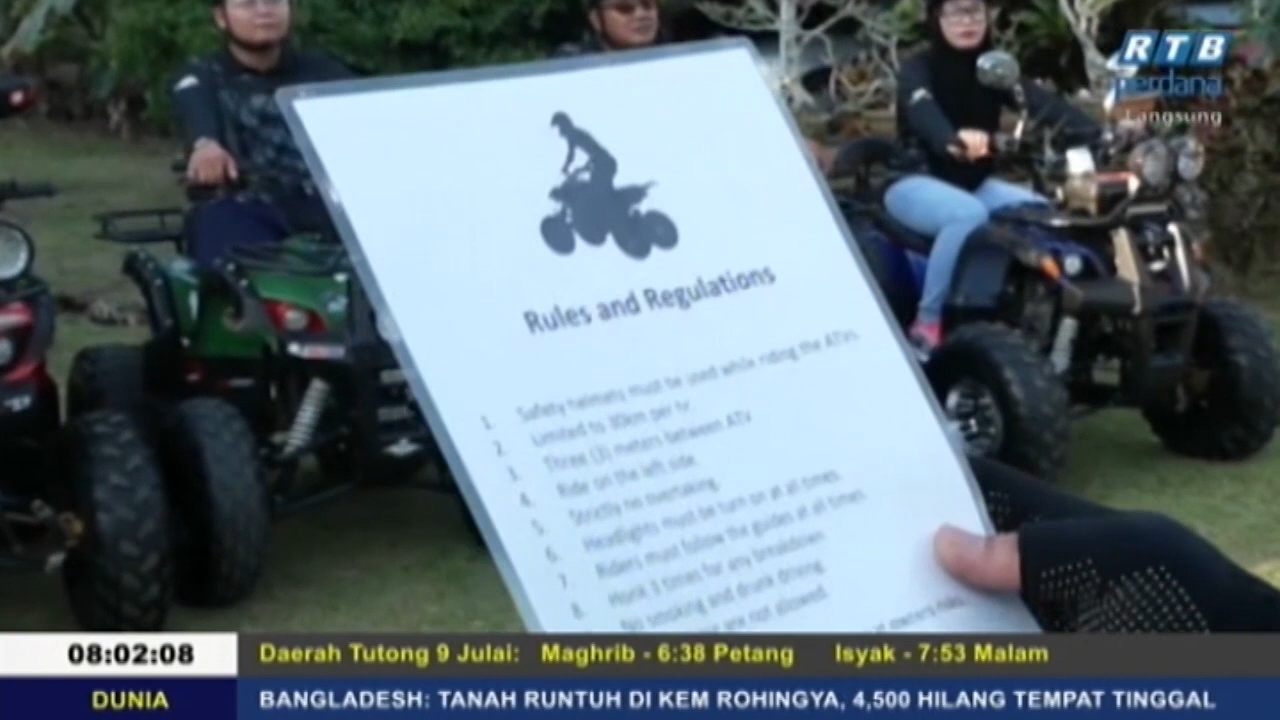 RTB
perdana
Langsung
Rules and Regulations
1. Safety helmets must be used while riding the ATVs.
2. Limited to 30km per hr
3. Three (3) meters between ATV
4. Ride on the left side.
5. Strictly no overtaking.
6. Headlights must be turn on at all times.
7. Riders must follow the guides at all times
8. Honk 3 times for any breakdown
No smoking and drunk driving.
are not allowed.
08:02:08 Daerah Tutong 9 Julai: Maghrib - 6:38 Petang Isyak - 7:53 Malam
DUNIA BANGLADESH: TANAH RUNTUH DI KEM ROHINGYA, 4,500 HILANG TEMPAT TINGGAL